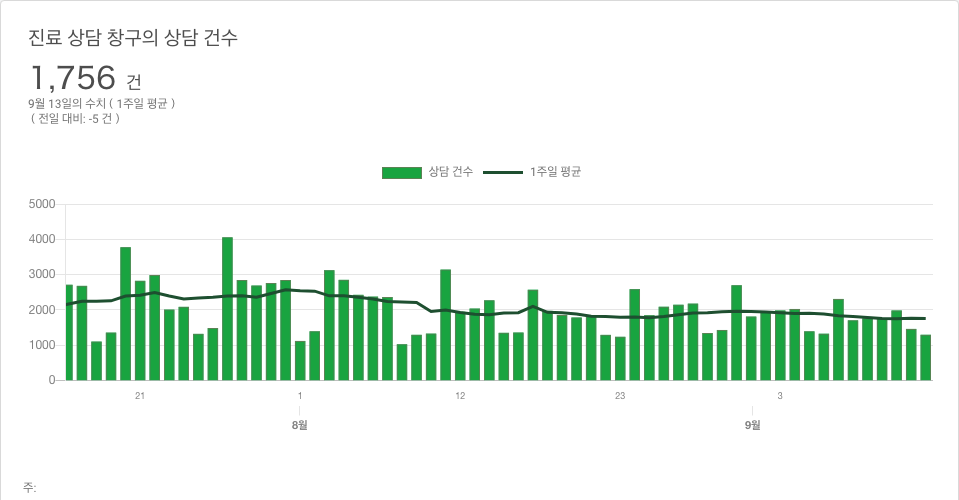 진료 상담 창구의 상담 건수
1,756 건
9월 13일의 수치 ( 1주일 평균 )
( 전일 대비: -5 건 )
상담 건수 1주일 평균
5000
4000
3000
2000
1000
0
21 1 12 23 3
8월 9월
주: